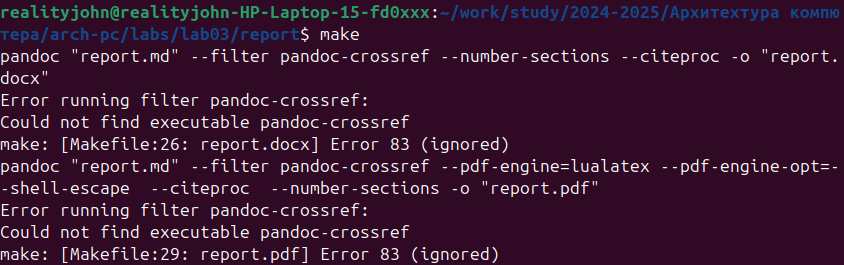 realityjohn@realityjohn-HP-Laptop-15-fd0xxx:~/work/study/2024-2025/Архитехтура компью
тера/arch-pc/labs/lab03/report$ make
pandoc "report.md" --filter pandoc-crossref --number-sections --citeproc -o "report.
docx"
Error running filter pandoc-crossref:
Could not find executable pandoc-crossref
make: [Makefile:26: report.docx] Error 83 (ignored)
pandoc "report.md" --filter pandoc-crossref --pdf-engine=lualatex --pdf-engine-opt=-
-shell-escape  --citeproc  --number-sections -o "report.pdf"
Error running filter pandoc-crossref:
Could not find executable pandoc-crossref
make: [Makefile:29: report.pdf] Error 83 (ignored)